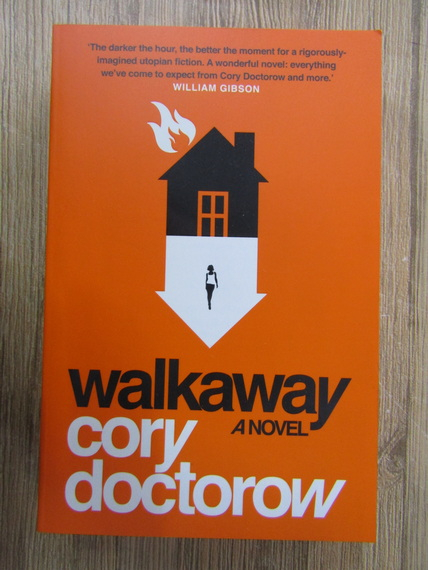 'The darker the hour, the better the moment for a rigorously-
imagined utopian fiction. A wonderful novel: everything
we've come to expect from Cory Doctorow and more.'
WILLIAM GIBSON
walkaway
A NOVEL
cory
doctorow